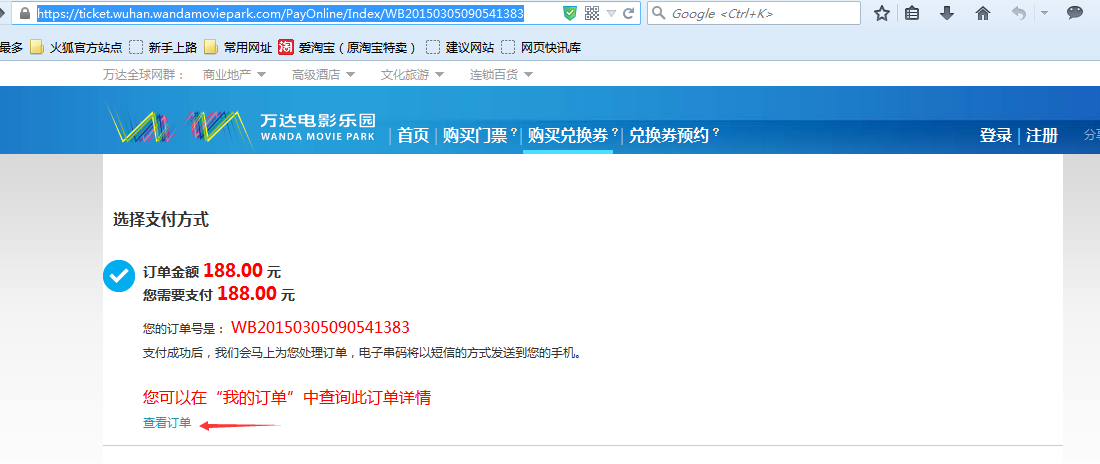 https://ticket.wuhan.wandamoviepark.com/PayOnline/Index/WB20150305090541383 Google <Ctrl+K>
最多 火狐官方站点 新手上路 常用网址 淘 爱淘宝（原淘宝特卖） 建议网站 网页快讯库
万达全球网群： 商业地产 高级酒店 文化旅游 连锁百货
万达电影乐园
WANDA MOVIE PARK
首页 | 购买门票 ? | 购买兑换券 ? | 兑换券预约 ? 登录 | 注册 分享
选择支付方式
订单金额 188.00 元
您需要支付 188.00 元
您的订单号是： WB20150305090541383
支付成功后，我们会马上为您处理订单，电子串码将以短信的方式发送到您的手机。
您可以在“我的订单”中查询此订单详情
查看订单